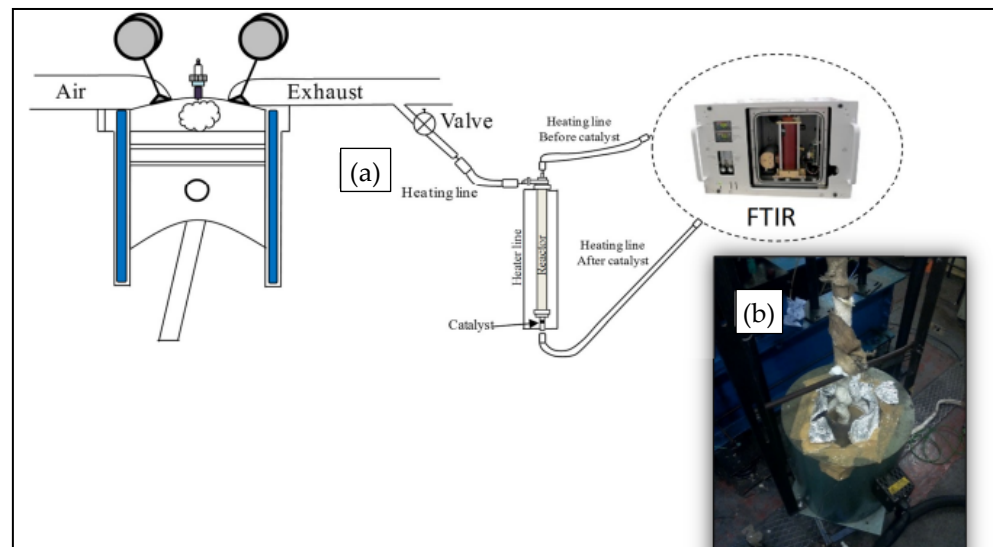 Air
Exhaust
Valve
(a)
Heating line
Heating line
Before catalyst
FTIR
Heater line
Reactor
Heating line
After catalyst
Catalyst
(b)